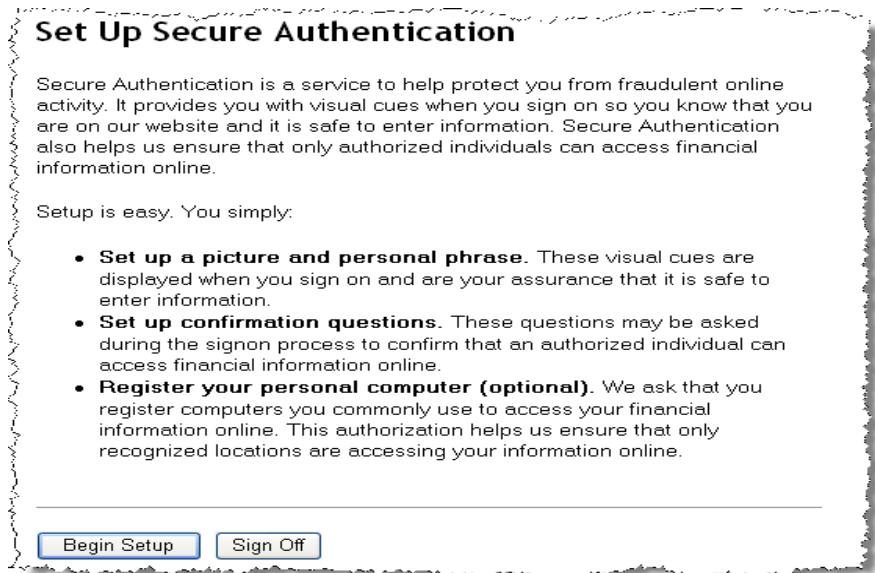 Set Up Secure Authentication
Secure Authentication is a service to help protect you from fraudulent online
activity. It provides you with visual cues when you sign on so you know that you
are on our website and it is safe to enter information. Secure Authentication
also helps us ensure that only authorized individuals can access financial
information online.
Setup is easy. You simply:
• Set up a picture and personal phrase. These visual cues are
displayed when you sign on and are your assurance that it is safe to
enter information.
• Set up confirmation questions. These questions may be asked
during the signon process to confirm that an authorized individual can
access financial information online.
• Register your personal computer (optional). We ask that you
register computers you commonly use to access your financial
information online. This authorization helps us ensure that only
recognized locations are accessing your information online.
Begin Setup Sign Off